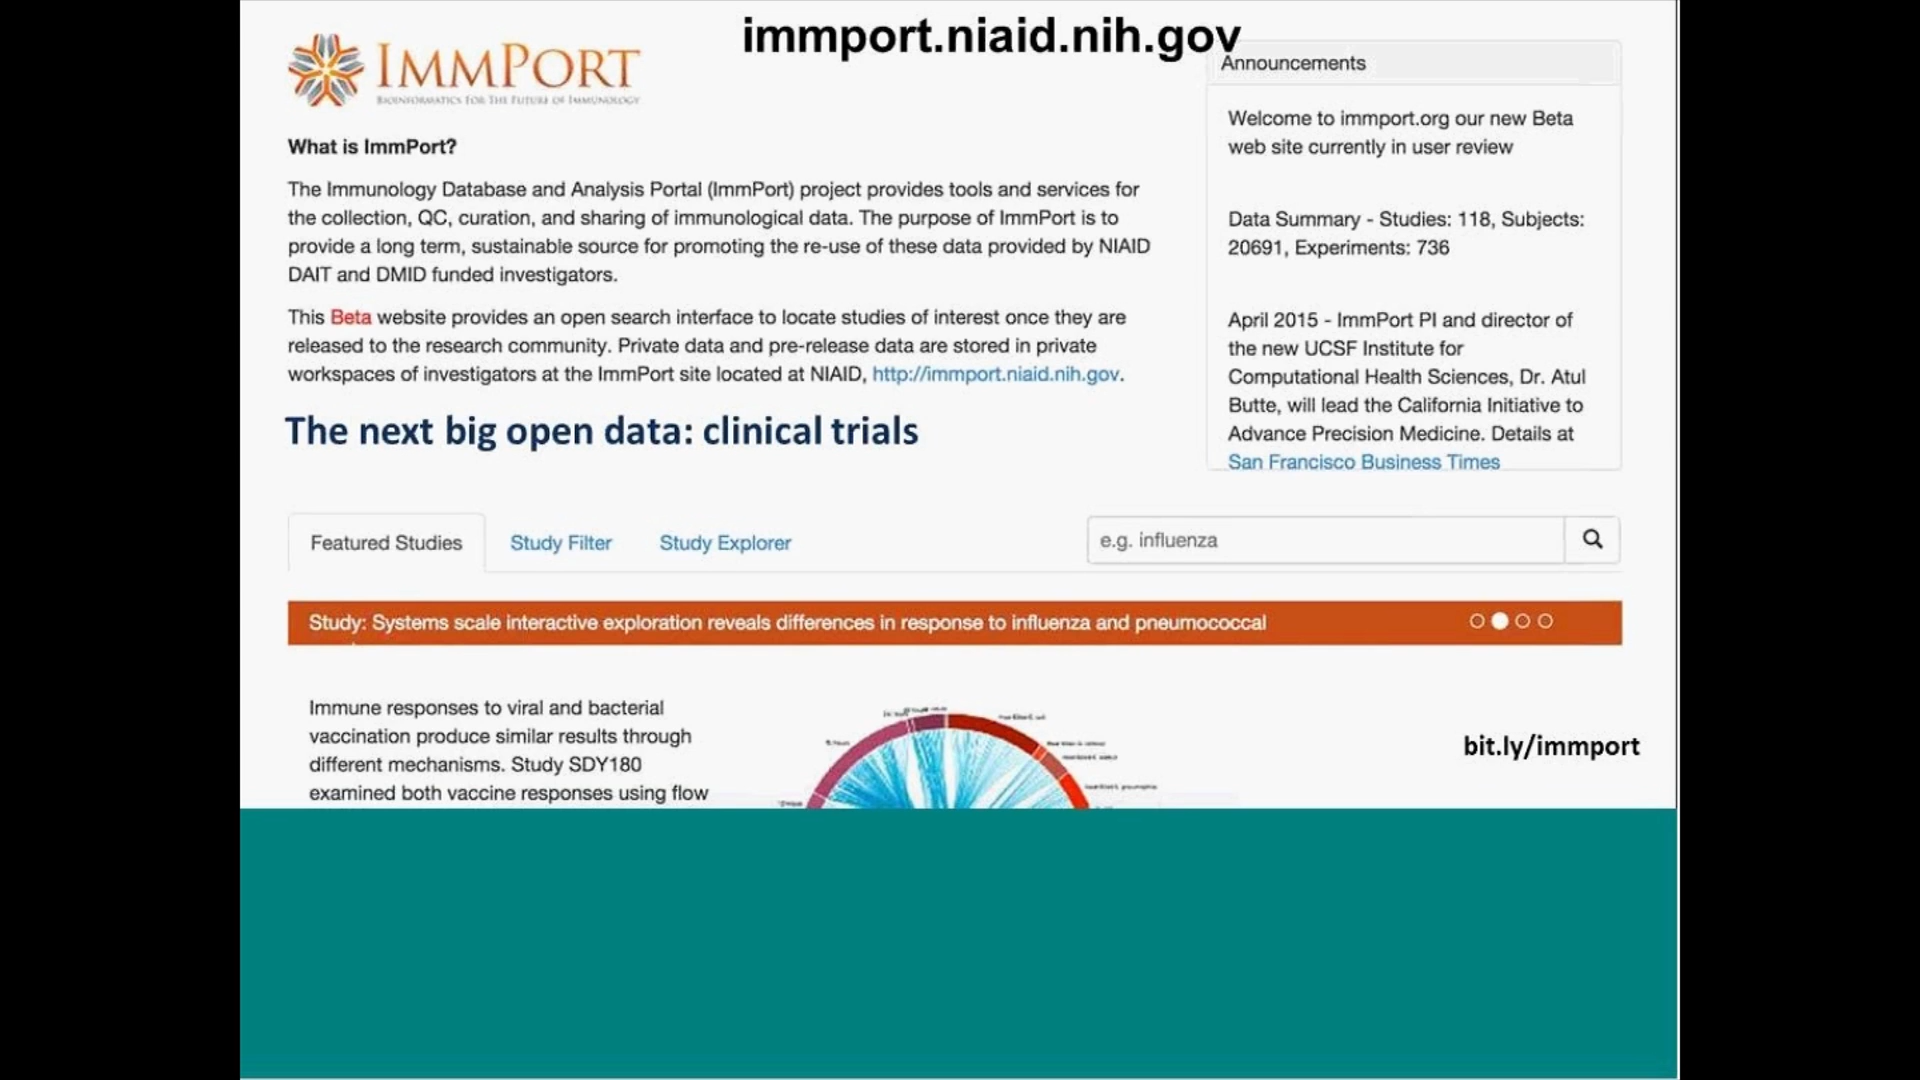 immport.niaid.nih.gov
IMMPORT
BIOINFORMATICS FOR THE FUTURE OF IMMUNOLOGY
What is ImmPort?
The Immunology Database and Analysis Portal (ImmPort) project provides tools and services for
the collection, QC, curation, and sharing of immunological data. The purpose of ImmPort is to
provide a long term, sustainable source for promoting the re-use of these data provided by NIAID
DAIT and DMID funded investigators.
This Beta website provides an open search interface to locate studies of interest once they are
released to the research community. Private data and pre-release data are stored in private
workspaces of investigators at the ImmPort site located at NIAID, http://immport.niaid.nih.gov.
The next big open data: clinical trials
Announcements
Welcome to immport.org our new Beta
web site currently in user review
Data Summary - Studies: 118, Subjects:
20691, Experiments: 736
April 2015 - ImmPort PI and director of
the new UCSF Institute for
Computational Health Sciences, Dr. Atul
Butte, will lead the California Initiative to
Advance Precision Medicine. Details at
San Francisco Business Times
Featured Studies
Study Filter
Study Explorer
e.g. influenza
Study: Systems scale interactive exploration reveals differences in response to influenza and pneumococcal
Immune responses to viral and bacterial
vaccination produce similar results through
different mechanisms. Study SDY180
examined both vaccine responses using flow
bit.ly/immport